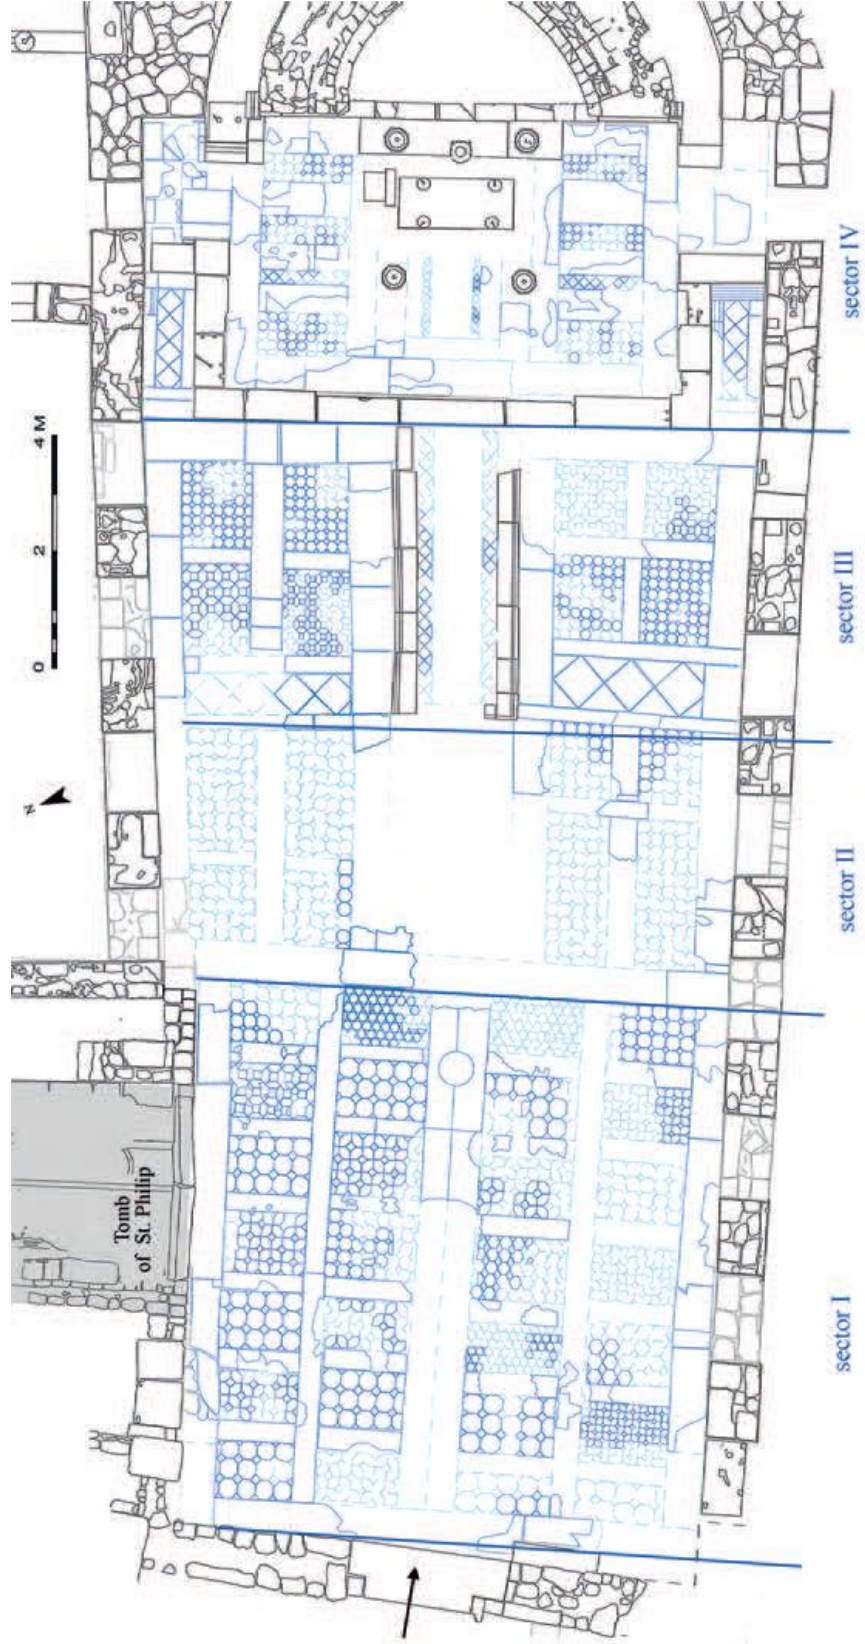 sector IV
4 M
2
0
sector III
N
sector II
Tomb
of St. Philip
sector I